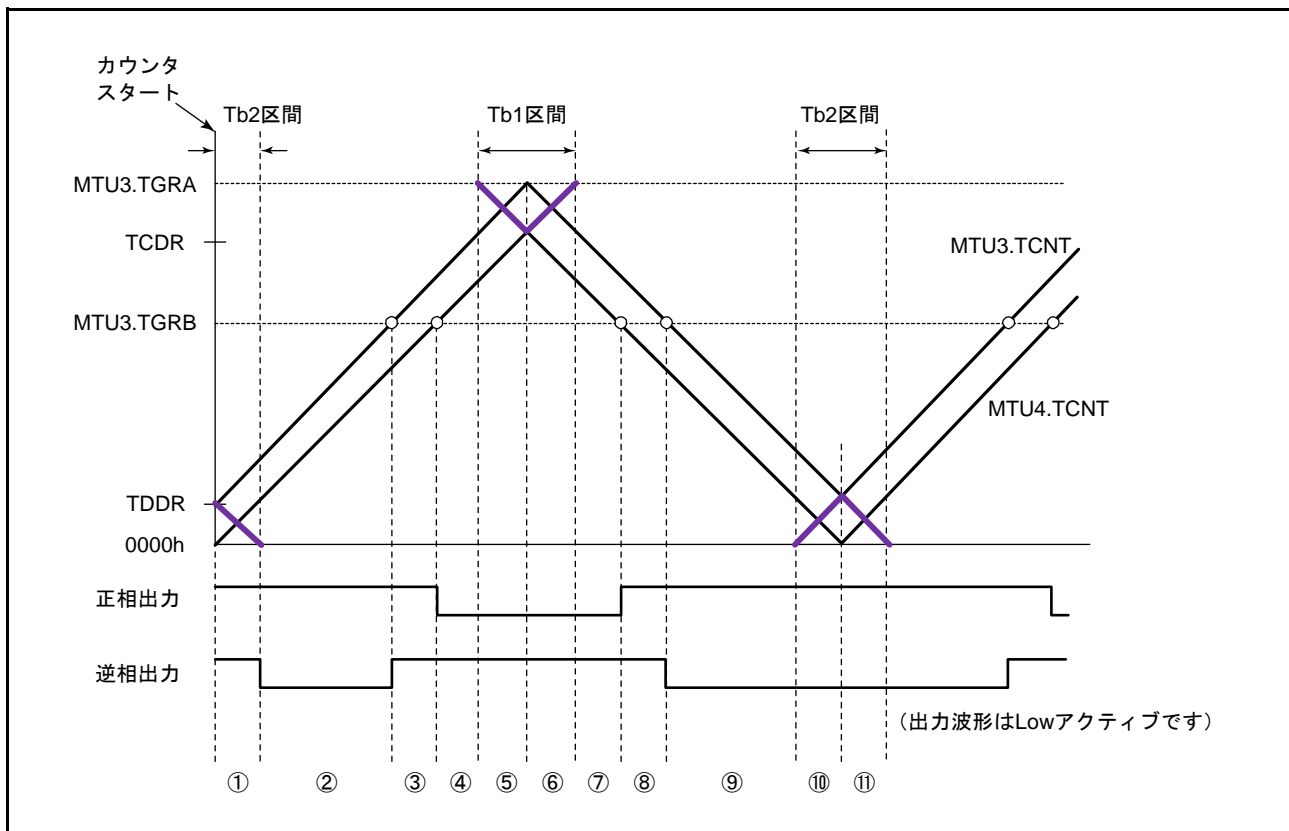 カウンタ
スタート
Tb2区間
Tb1区間
Tb2区間
MTU3.TGRA
TCDR
MTU3.TCNT
MTU3.TGRB
MTU4.TCNT
TDDR
0000h
正相出力
逆相出力
（出力波形はLowアクティブです）
① ② ③ ④ ⑤ ⑥ ⑦ ⑧ ⑨ ⑩ ⑪